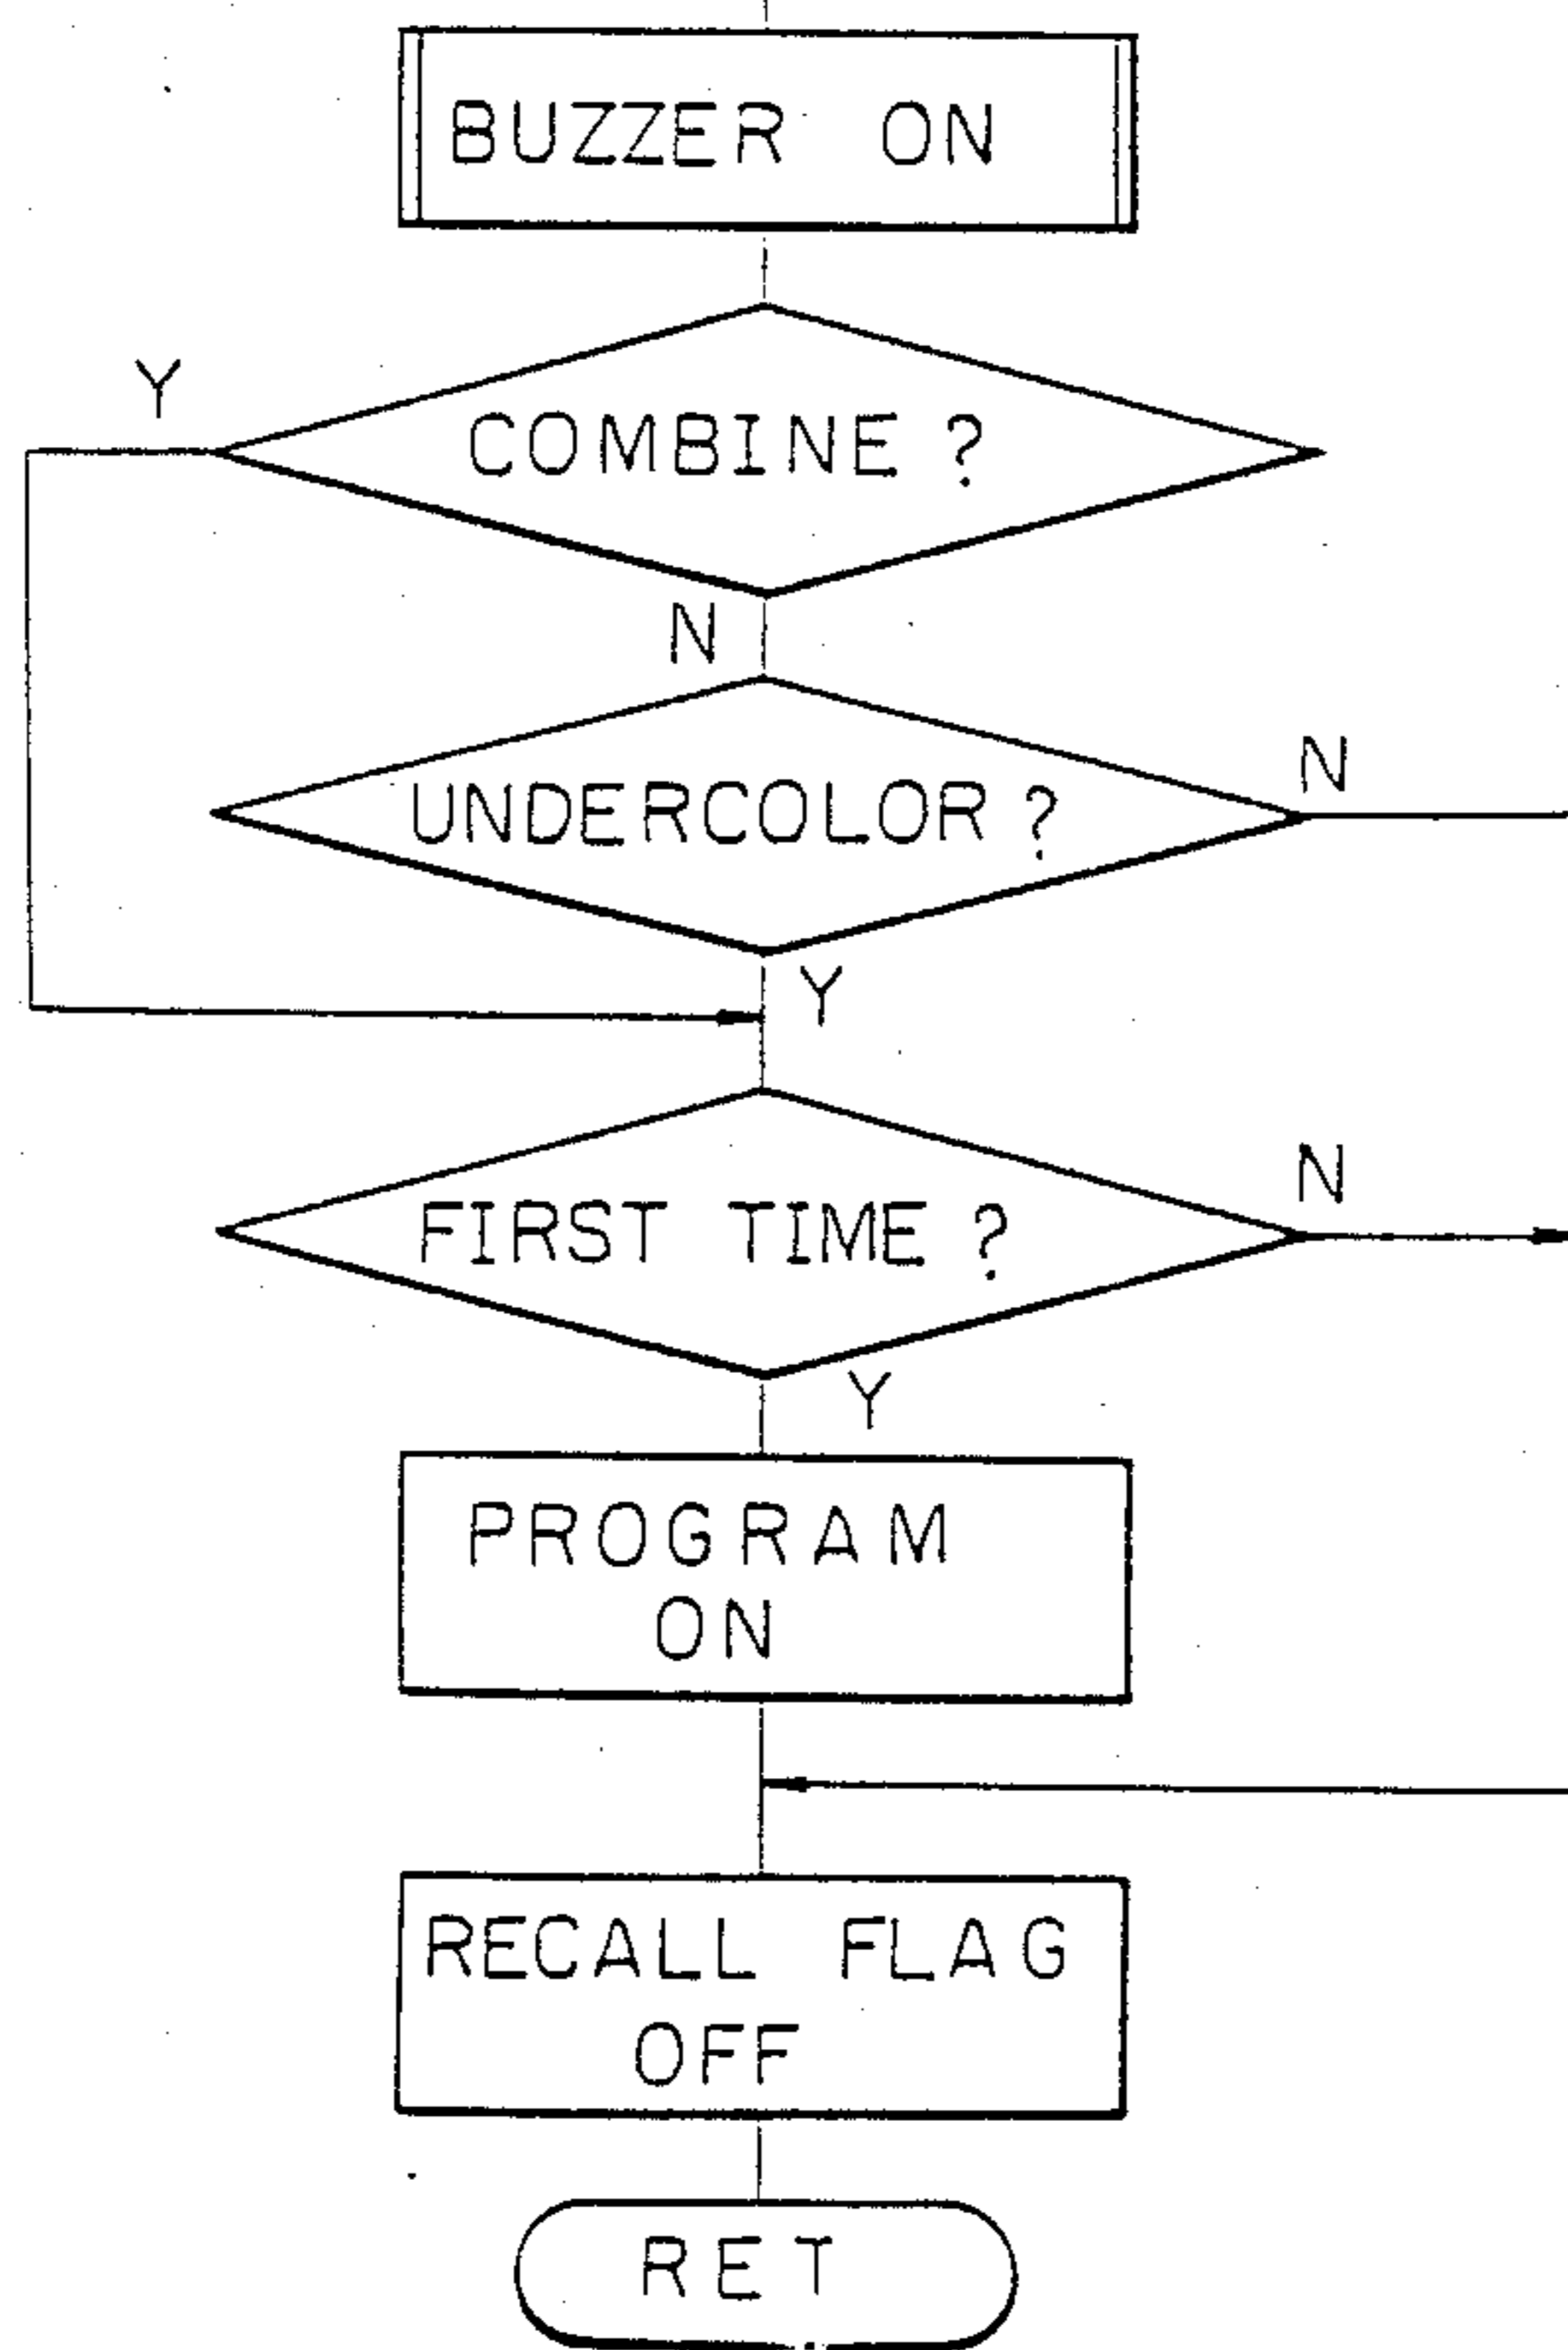 BUZZER ON
Y
COMBINE ?
N
N
UNDERCOLOR ?
Y
N
FIRST TIME ?
Y
PROGRAM
ON
RECALL FLAG
OFF
RET